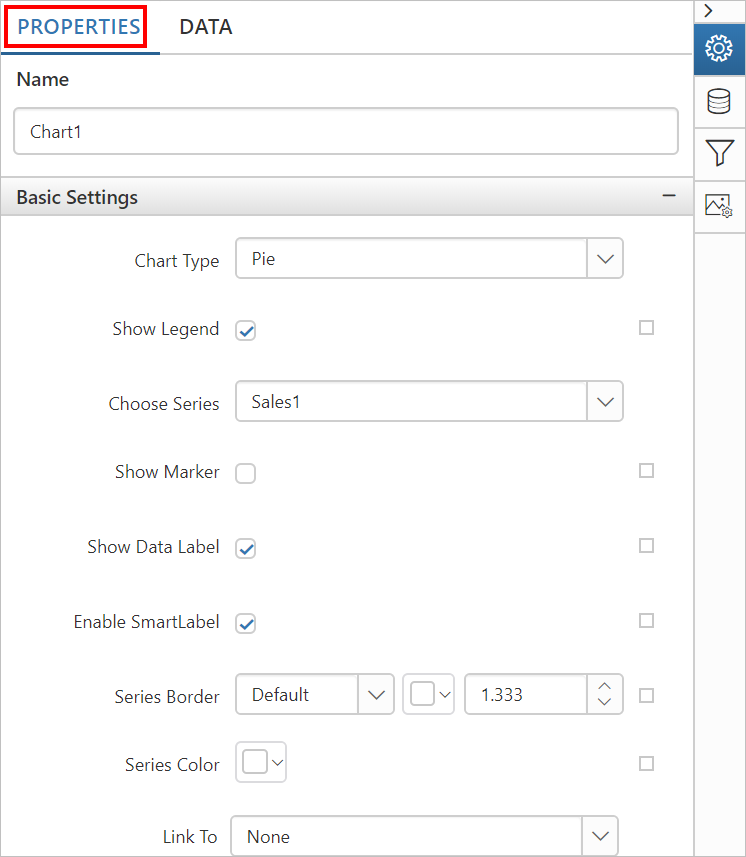 PROPERTIES DATA
Name
Chart1
Basic Settings
Chart Type Pie
Show Legend
Choose Series Sales1
Show Marker
Show Data Label
Enable SmartLabel
Series Border Default 1.333
Series Color
Link To None